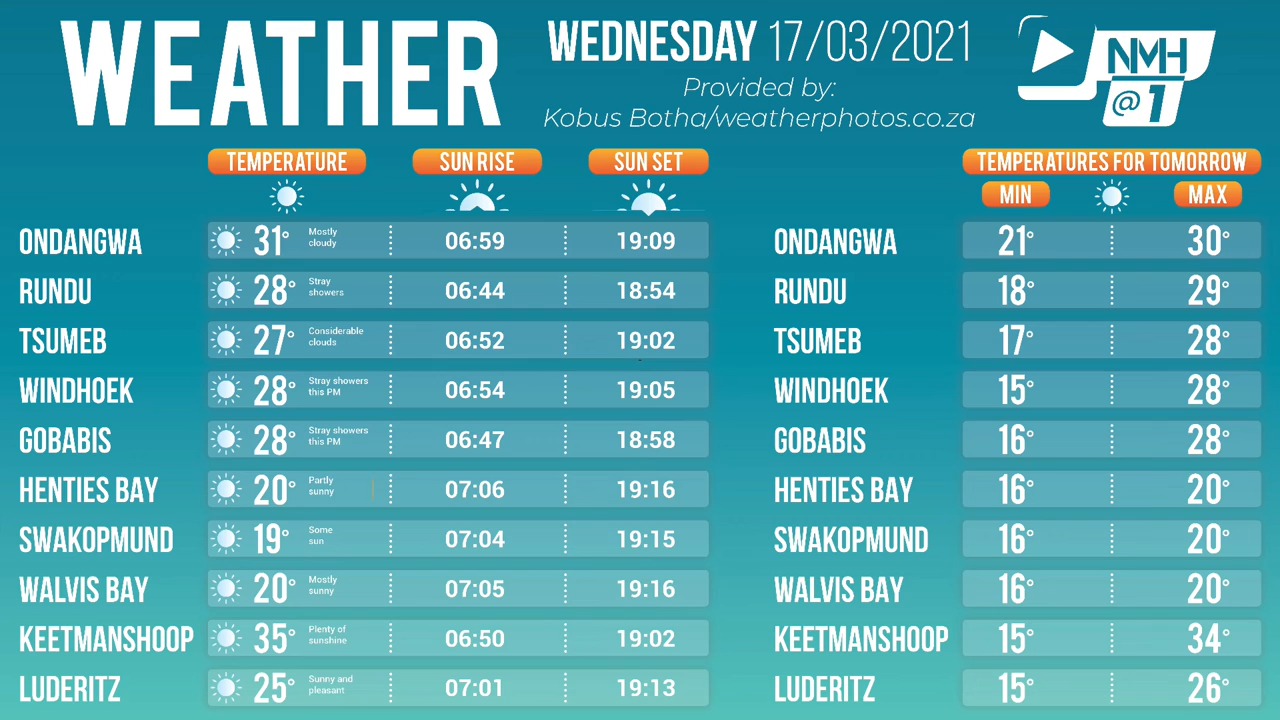 WEATHER
WEDNESDAY 17/03/2021
Provided by:
Kobus Botha/weatherphotos.co.za
NMH
@1
TEMPERATURE SUN RISE SUN SET
ONDANGWA 31° Mostly cloudy 06:59 19:09
RUNDU 28° Stray showers 06:44 18:54
TSUMEB 27° Considerable clouds 06:52 19:02
WINDHOEK 28° Stray showers this PM 06:54 19:05
GOBABIS 28° Stray showers this PM 06:47 18:58
HENTIES BAY 20° Partly sunny 07:06 19:16
SWAKOPMUND 19° Some sun 07:04 19:15
WALVIS BAY 20° Mostly sunny 07:05 19:16
KEETMANSHOOP 35° Plenty of sunshine 06:50 19:02
LUDERITZ 25° Sunny and pleasant 07:01 19:13
TEMPERATURES FOR TOMORROW
MIN MAX
ONDANGWA 21° 30°
RUNDU 18° 29°
TSUMEB 17° 28°
WINDHOEK 15° 28°
GOBABIS 16° 28°
HENTIES BAY 16° 20°
SWAKOPMUND 16° 20°
WALVIS BAY 16° 20°
KEETMANSHOOP 15° 34°
LUDERITZ 15° 26°